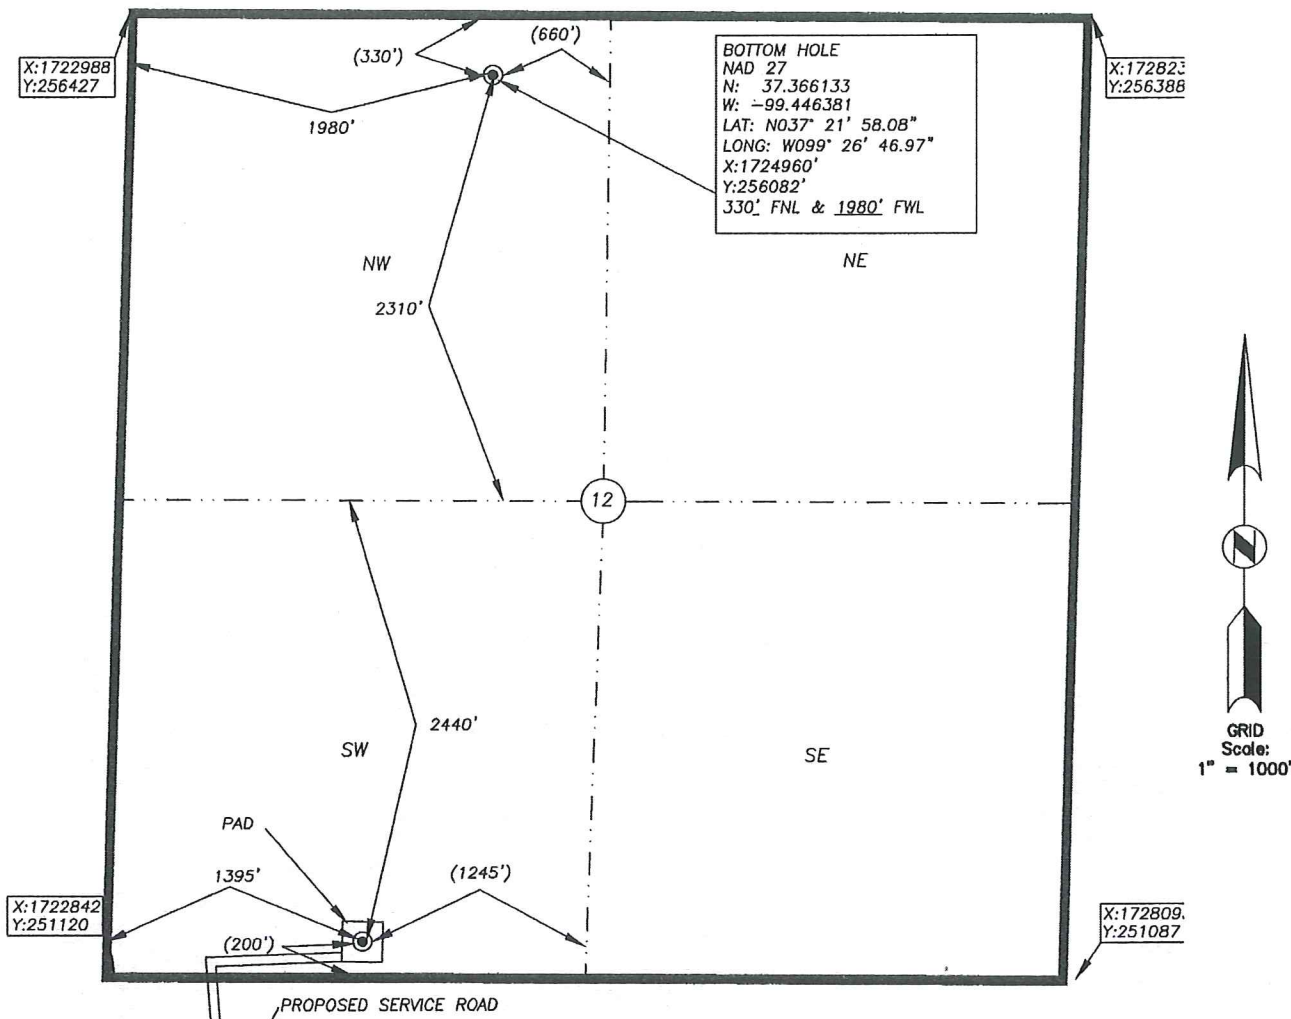 (330')
(660')
X:1722988
Y:256427
1980'
BOTTOM HOLE
NAD 27
N: 37.366133
W: -99.446381
LAT: N037° 21' 58.08"
LONG: W099° 26' 46.97"
X:1724960'
Y:256082'
330' FNL & 1980' FWL
X:172823
Y:256388
NW
NE
2310'
12
N
GRID
Scale:
1" = 1000'
2440'
SW
SE
PAD
1395'
(1245')
X:1722842
Y:251120
(200')
X:172809
Y:251087
PROPOSED SERVICE ROAD